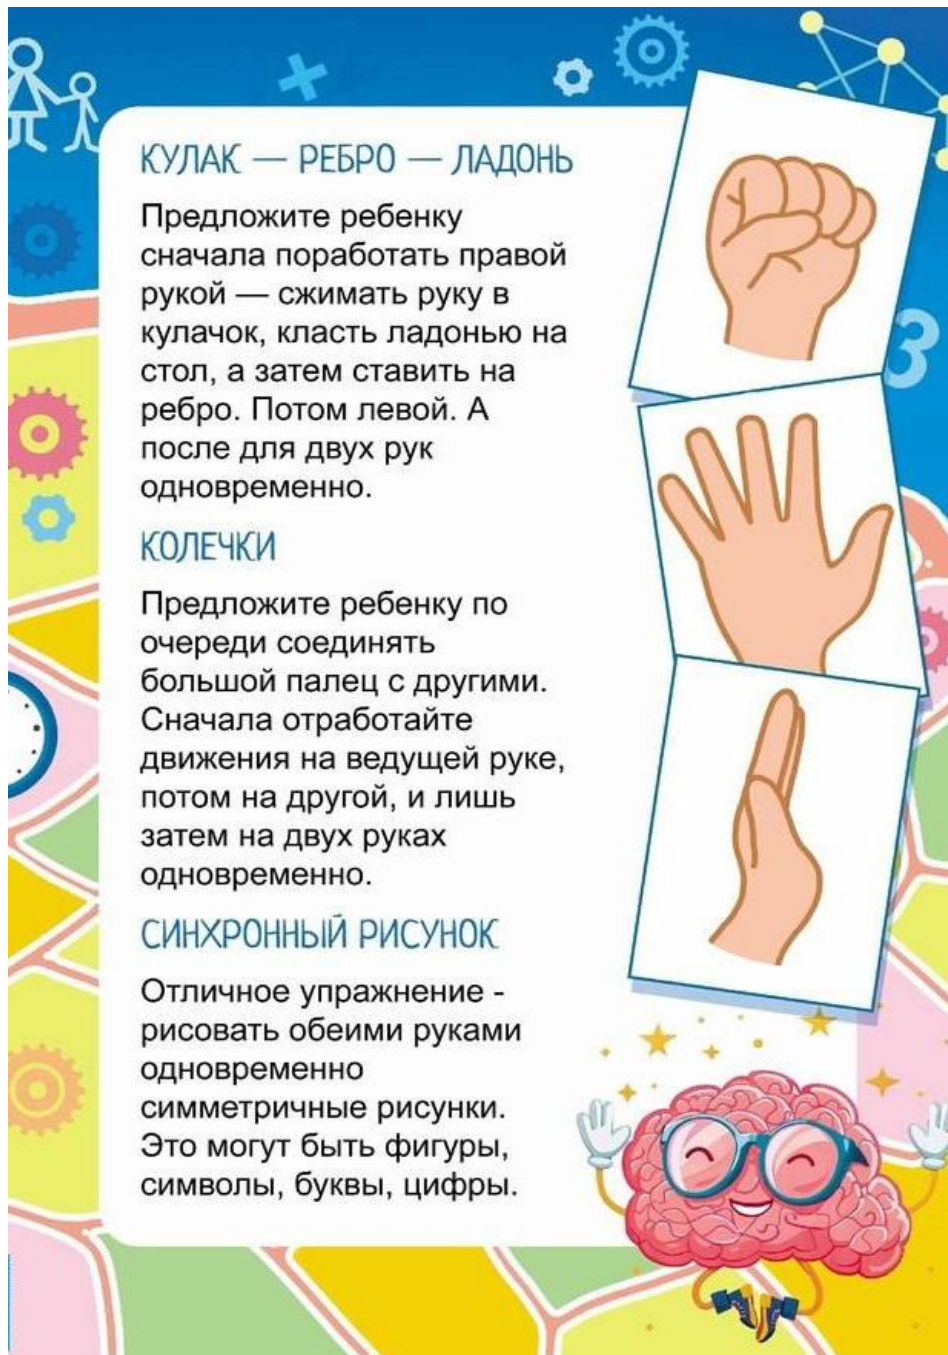 КУЛАК — РЕБРО — ЛАДОНЬ
Предложите ребенку
сначала поработать правой
рукой — сжимать руку в
кулачок, класть ладонью на
стол, а затем ставить на
ребро. Потом левой. А
после для двух рук
одновременно.
КОЛЕЧКИ
Предложите ребенку по
очереди соединять
большой палец с другими.
Сначала отработайте
движения на ведущей руке,
потом на другой, и лишь
затем на двух руках
одновременно.
СИНХРОННЫЙ РИСУНОК
Отличное упражнение -
рисовать обеими руками
одновременно
симметричные рисунки.
Это могут быть фигуры,
символы, буквы, цифры.
3